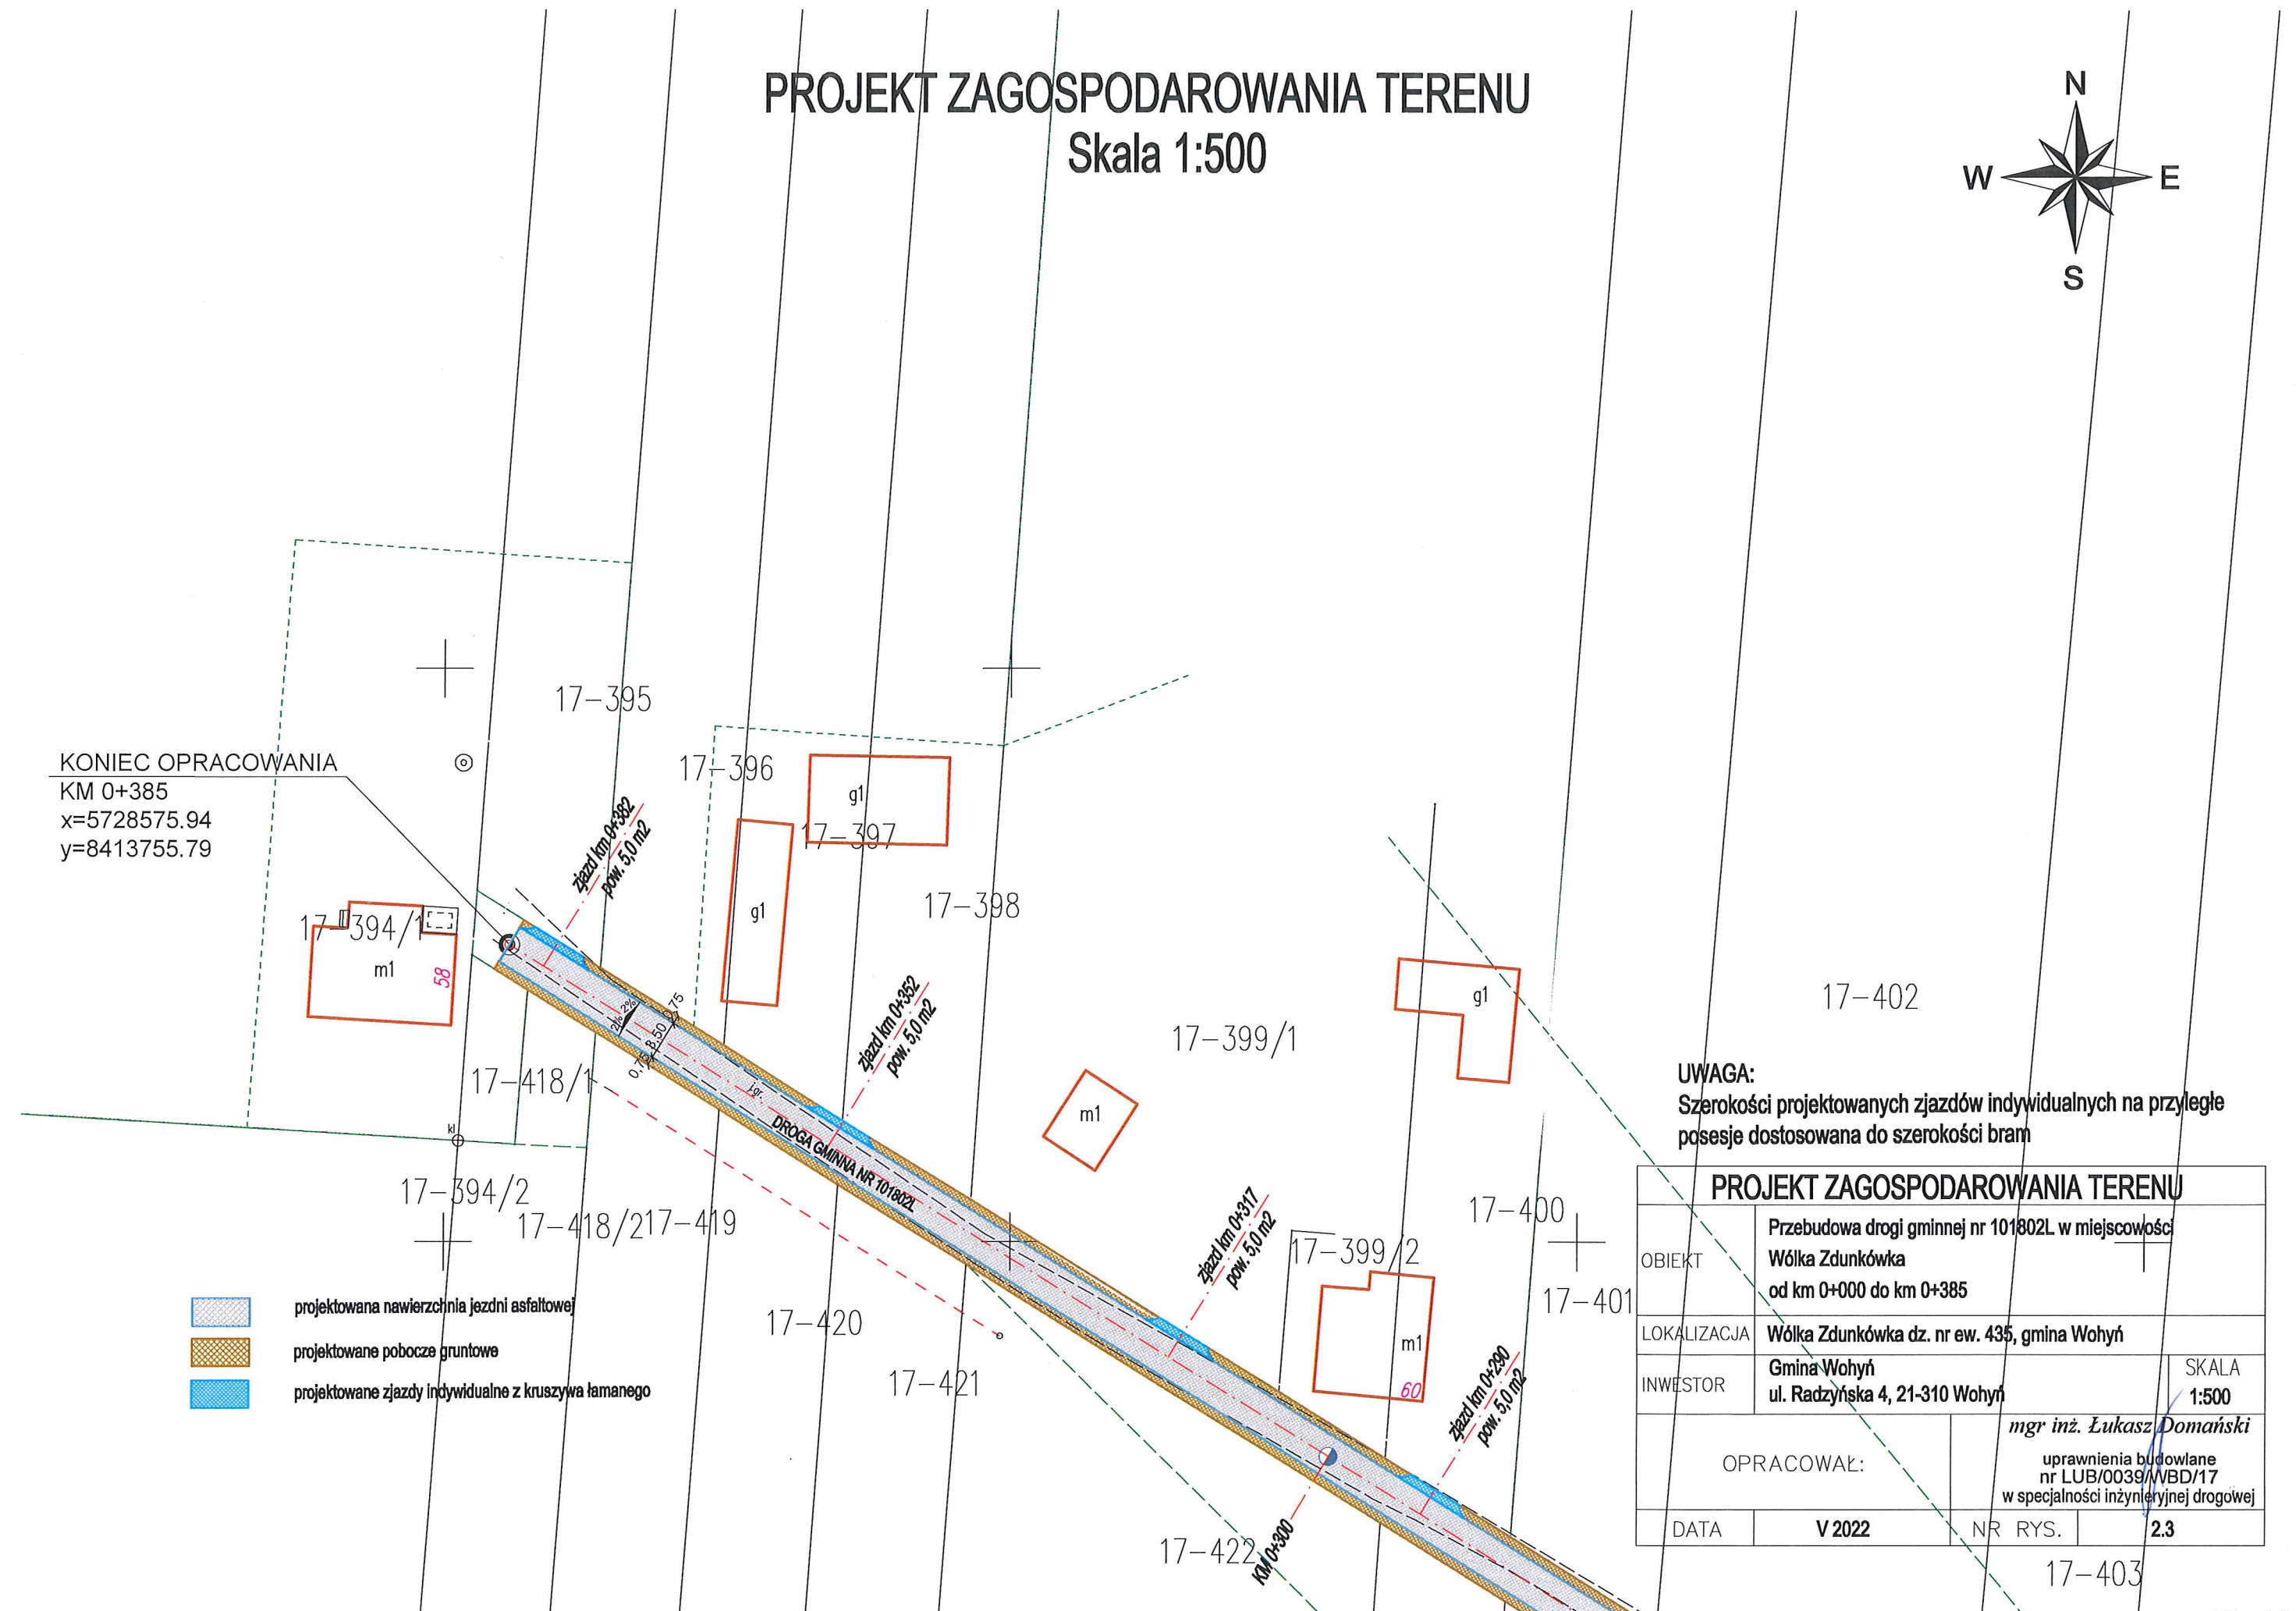 PROJEKT ZAGOSPODAROWANIA TERENU
Skala 1:500
N
W
E
S
17-395
KONIEC OPRACOWANIA
KM 0+385
x=5728575.94
y=8413755.79
17-396
g1
17-397
zjazd km 0+382
pow. 5,0 m2
g1
17-398
17-394/1
m1
58
zjazd km 0+352
pow. 5,0 m2
g1
17-402
17-399/1
2% 2%
0,75 3,50 0,75
j.gr.
DROGA GMINNA NR 101802L
m1
17-418/1
kł
17-394/2
17-418/2
17-419
UWAGA:
Szerokości projektowanych zjazdów indywidualnych na przyległe
posesje dostosowana do szerokości bram
zjazd km 0+317
pow. 5,0 m2
17-400
17-399/2
17-401
17-420
m1
60
17-421
zjazd km 0+290
pow. 5,0 m2
projektowana nawierzchnia jezdni asfaltowej
projektowane pobocze gruntowe
projektowane zjazdy indywidualne z kruszywa łamanego
17-422
KM 0+300
PROJEKT ZAGOSPODAROWANIA TERENU
OBIEKT
Przebudowa drogi gminnej nr 101802L w miejscowości
Wólka Zdunkówka
od km 0+000 do km 0+385
LOKALIZACJA
Wólka Zdunkówka dz. nr ew. 435, gmina Wohyń
INWESTOR
Gmina Wohyń
ul. Radzyńska 4, 21-310 Wohyń
SKALA
1:500
OPRACOWAŁ:
mgr inż. Łukasz Domański
uprawnienia budowlane
nr LUB/0039/WBD/17
w specjalności inżynieryjnej drogowej
DATA
V 2022
NR RYS.
2.3
17-403